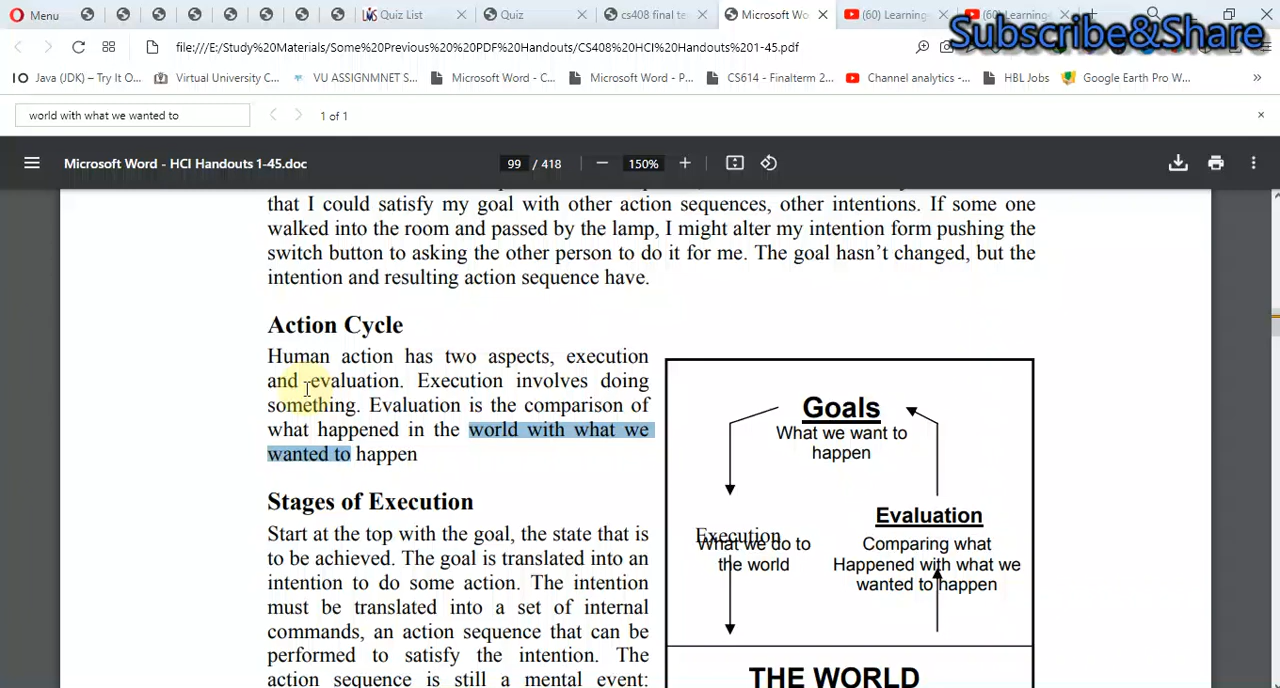 Menu
Quiz List
Quiz
cs408 final te
Microsoft Wo
(60) Learning
(60) Learning
Subscribe&Share
file:///E:/Study%20Materials/Some%20Previous%20%20PDF%20Handouts/CS408%20HCI%20Handouts%201-45.pdf
Java (JDK) – Try It O...
Virtual University C...
VU ASSIGNMNET S...
Microsoft Word - C...
Microsoft Word - P...
CS614 - Finalterm 2...
Channel analytics -...
HBL Jobs
Google Earth Pro W...
»
world with what we wanted to
1 of 1
Microsoft Word - HCI Handouts 1-45.doc
99 / 418
150%
that I could satisfy my goal with other action sequences, other intentions. If some one
walked into the room and passed by the lamp, I might alter my intention form pushing the
switch button to asking the other person to do it for me. The goal hasn't changed, but the
intention and resulting action sequence have.
Action Cycle
Human action has two aspects, execution
and evaluation. Execution involves doing
something. Evaluation is the comparison of
what happened in the world with what we
wanted to happen
Stages of Execution
Start at the top with the goal, the state that is
to be achieved. The goal is translated into an
intention to do some action. The intention
must be translated into a set of internal
commands, an action sequence that can be
performed to satisfy the intention. The
action sequence is still a mental event:
Goals
What we want to
happen
Execution
What we do to
the world
Evaluation
Comparing what
Happened with what we
wanted to happen
THE WORLD